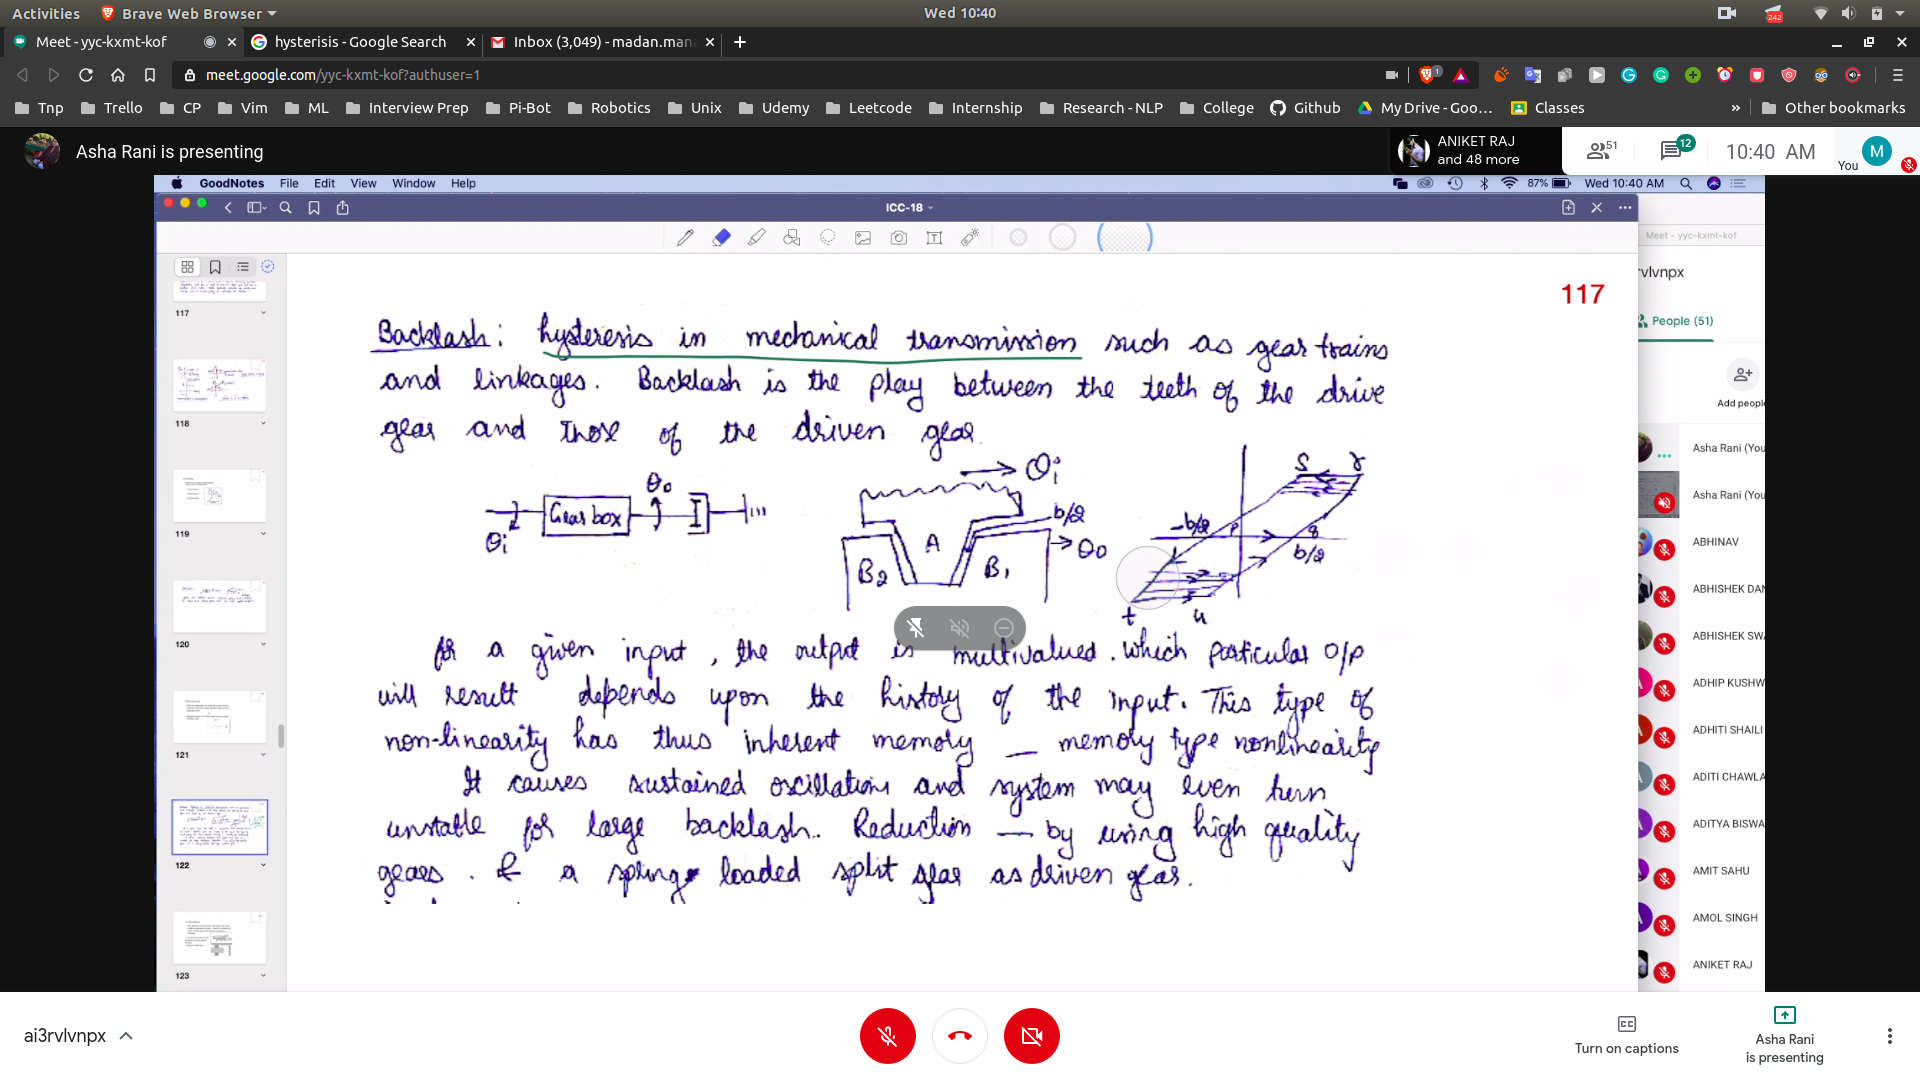 Activities Brave Web Browser Wed 10:40 242
Meet - yyc-kxmt-kof hysterisis - Google Search Inbox (3,049) - madan.man
meet.google.com/yyc-kxmt-kof?authuser=1
Tnp Trello CP Vim ML Interview Prep Pi-Bot Robotics Unix Udemy Leetcode Internship Research - NLP College Github My Drive - Goo... Classes » Other bookmarks
Asha Rani is presenting
ANIKET RAJ
and 48 more
51 12 10:40 AM You M
GoodNotes File Edit View Window Help 87% Wed 10:40 AM
ICC-18
Meet - yyc-kxmt-kof
rvlvnpx
People (51)
Add people
117
118
119
120
121
122
123
117
Backlash : hysteresis in mechanical transmission such as gear trains
and linkages. Backlash is the play between the teeth of the drive
gear and those of the driven gear.
θi Gear box θo
θi A B2 B1 b/2 θo
S r -b/2 p q b/2 t u
for a given input, the output is multivalued. which particular o/p
will result depends upon the history of the input. This type of
non-linearity has thus inherent memory — memory type nonlinearity
It causes sustained oscillations and system may even turn
unstable for large backlash. Reduction — by using high quality
gears. & a spring loaded split gear as driven gear.
Asha Rani (You
Asha Rani (You
ABHINAV
ABHISHEK DAN
ABHISHEK SWA
ADHIP KUSHW
ADHITI SHAILI
ADITI CHAWLA
ADITYA BISWA
AMIT SAHU
AMOL SINGH
ANIKET RAJ
ai3rvlvnpx
Turn on captions
Asha Rani
is presenting